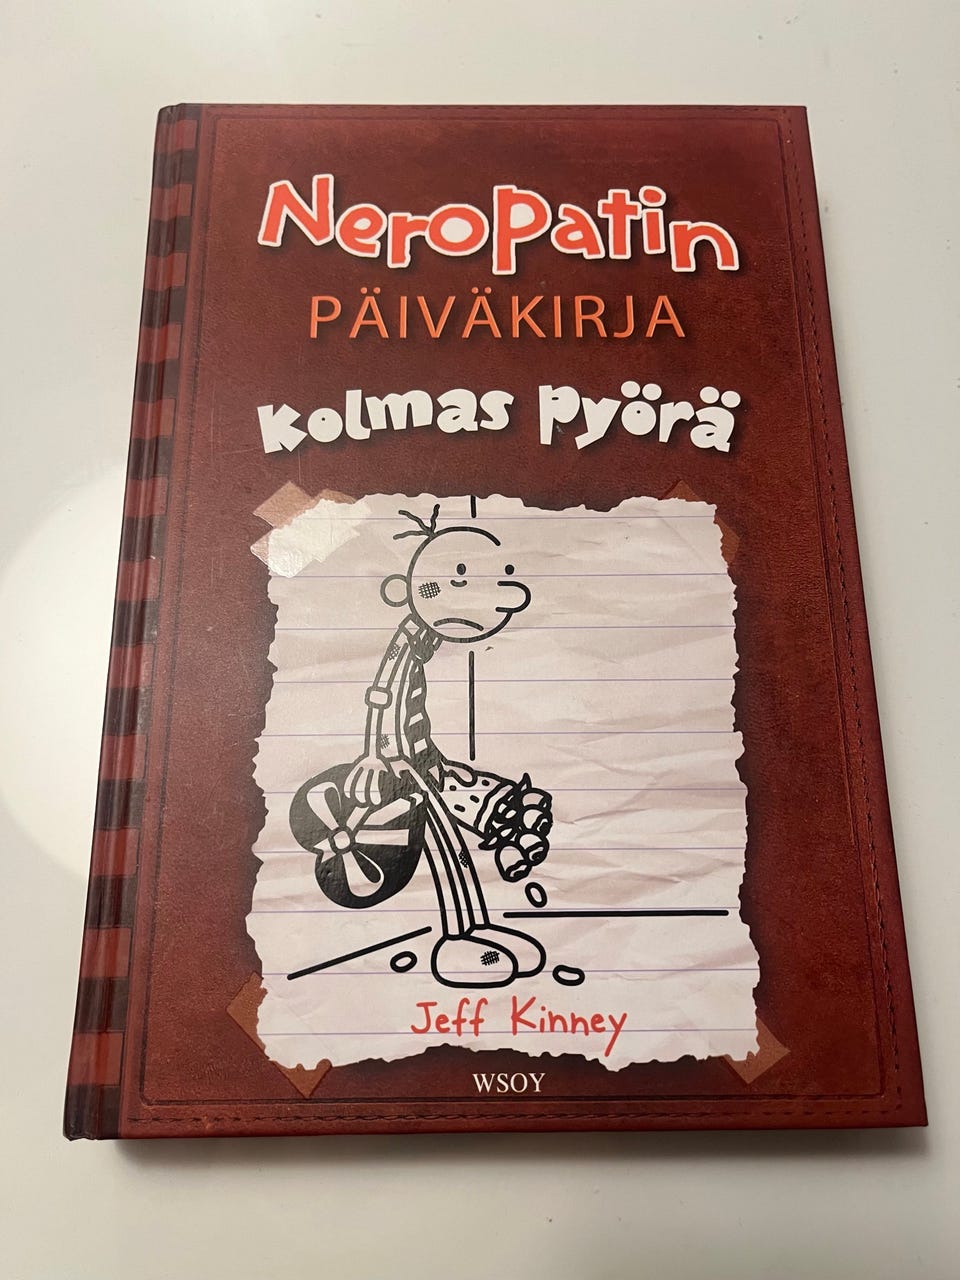 Neropatin
PÄIVÄKIRJA
Kolmas pyörä
Jeff Kinney
WSOY